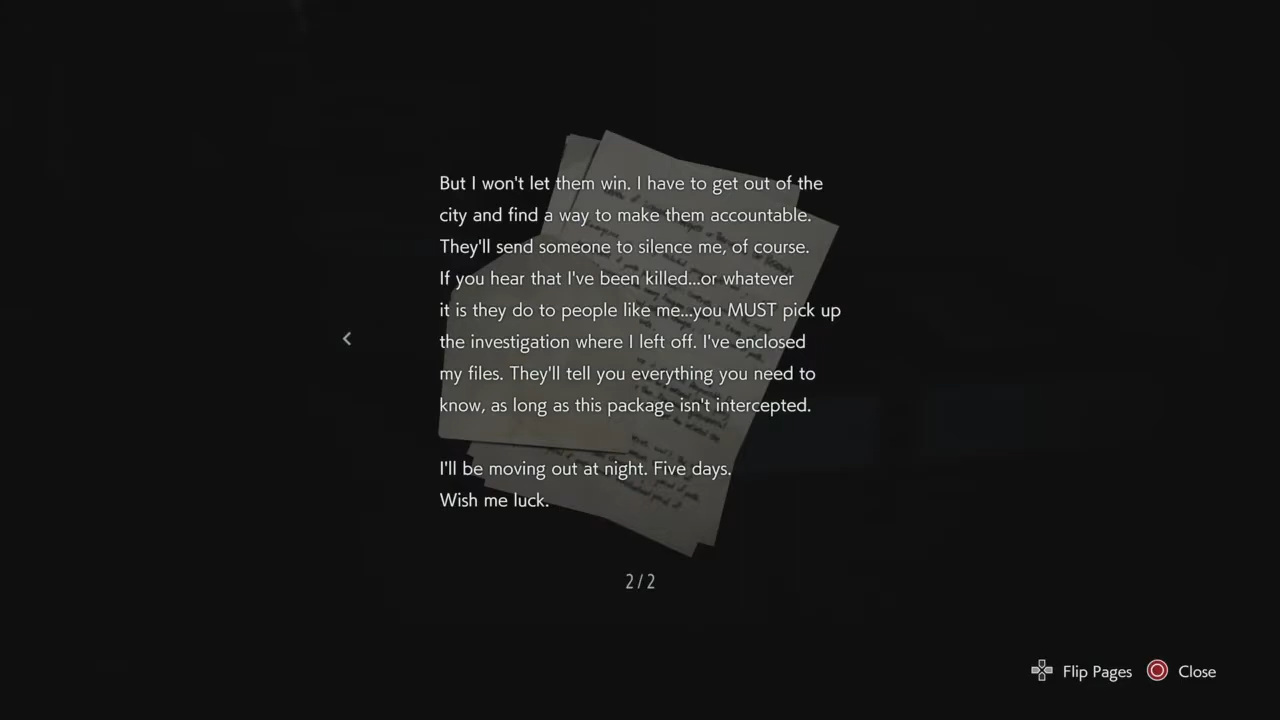 But I won't let them win. I have to get out of the
city and find a way to make them accountable.
They'll send someone to silence me, of course.
If you hear that I've been killed...or whatever
it is they do to people like me...you MUST pick up
the investigation where I left off. I've enclosed
my files. They'll tell you everything you need to
know, as long as this package isn't intercepted.
I'll be moving out at night. Five days.
Wish me luck.
2/2
Flip Pages
Close